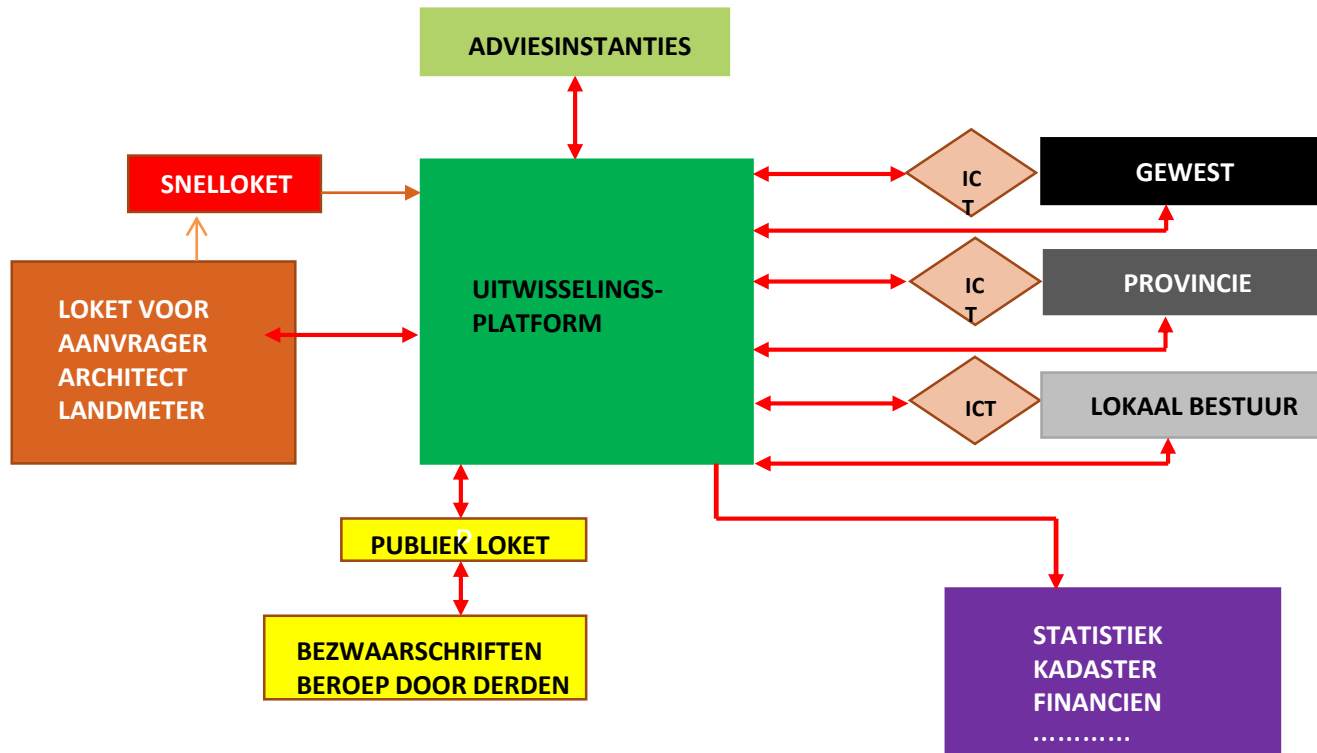 ADVIESINSTANTIES
SNELLOKET
LOKET VOOR
AANVRAGER
ARCHITECT
LANDMETER
UITWISSELINGS-
PLATFORM
IC
T
GEWEST
IC
T
PROVINCIE
ICT
LOKAAL BESTUUR
P
PUBLIEK LOKET
BEZWAARSCHRIFTEN
BEROEP DOOR DERDEN
STATISTIEK
KADASTER
FINANCIEN
…………